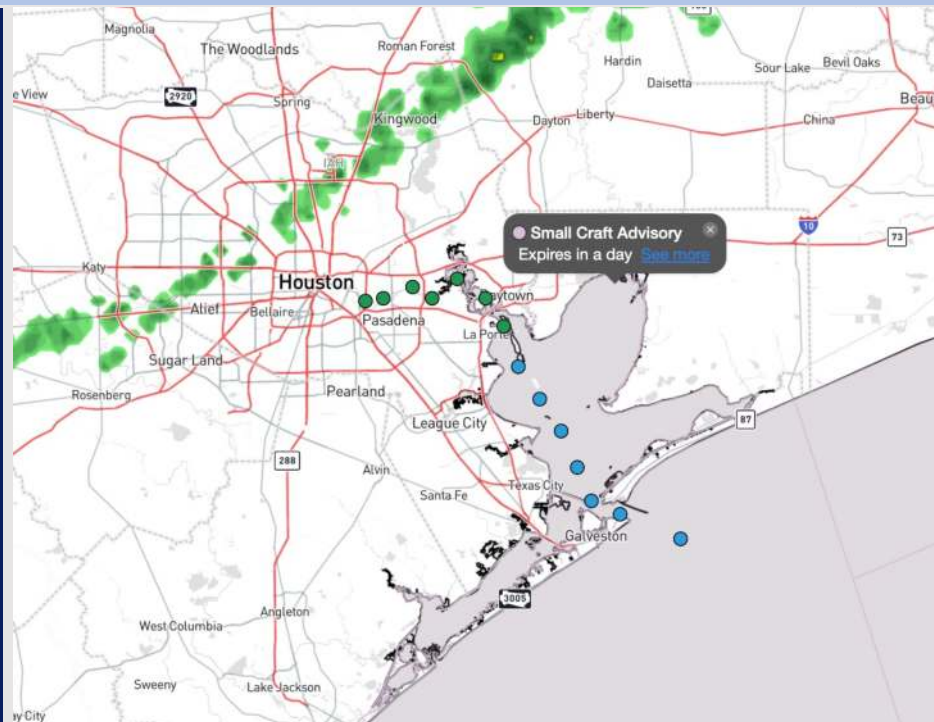 Magnolia
The Woodlands
Roman Forest
Hardin
Sour Lake
Bevil Oaks
Daisetta
e View
2920
Spring
Kingwood
Dayton
Liberty
China
Beau
IAH
Small Craft Advisory
Expires in a day See more
10
73
Katy
Houston
aytown
Alief
Bellaire
Pasadena
La Porte
Sugar Land
Rosenberg
Pearland
League City
87
288
Alvin
Texas City
Santa Fe
Galveston
3005
Angleton
West Columbia
Sweeny
Lake Jackson
ay City